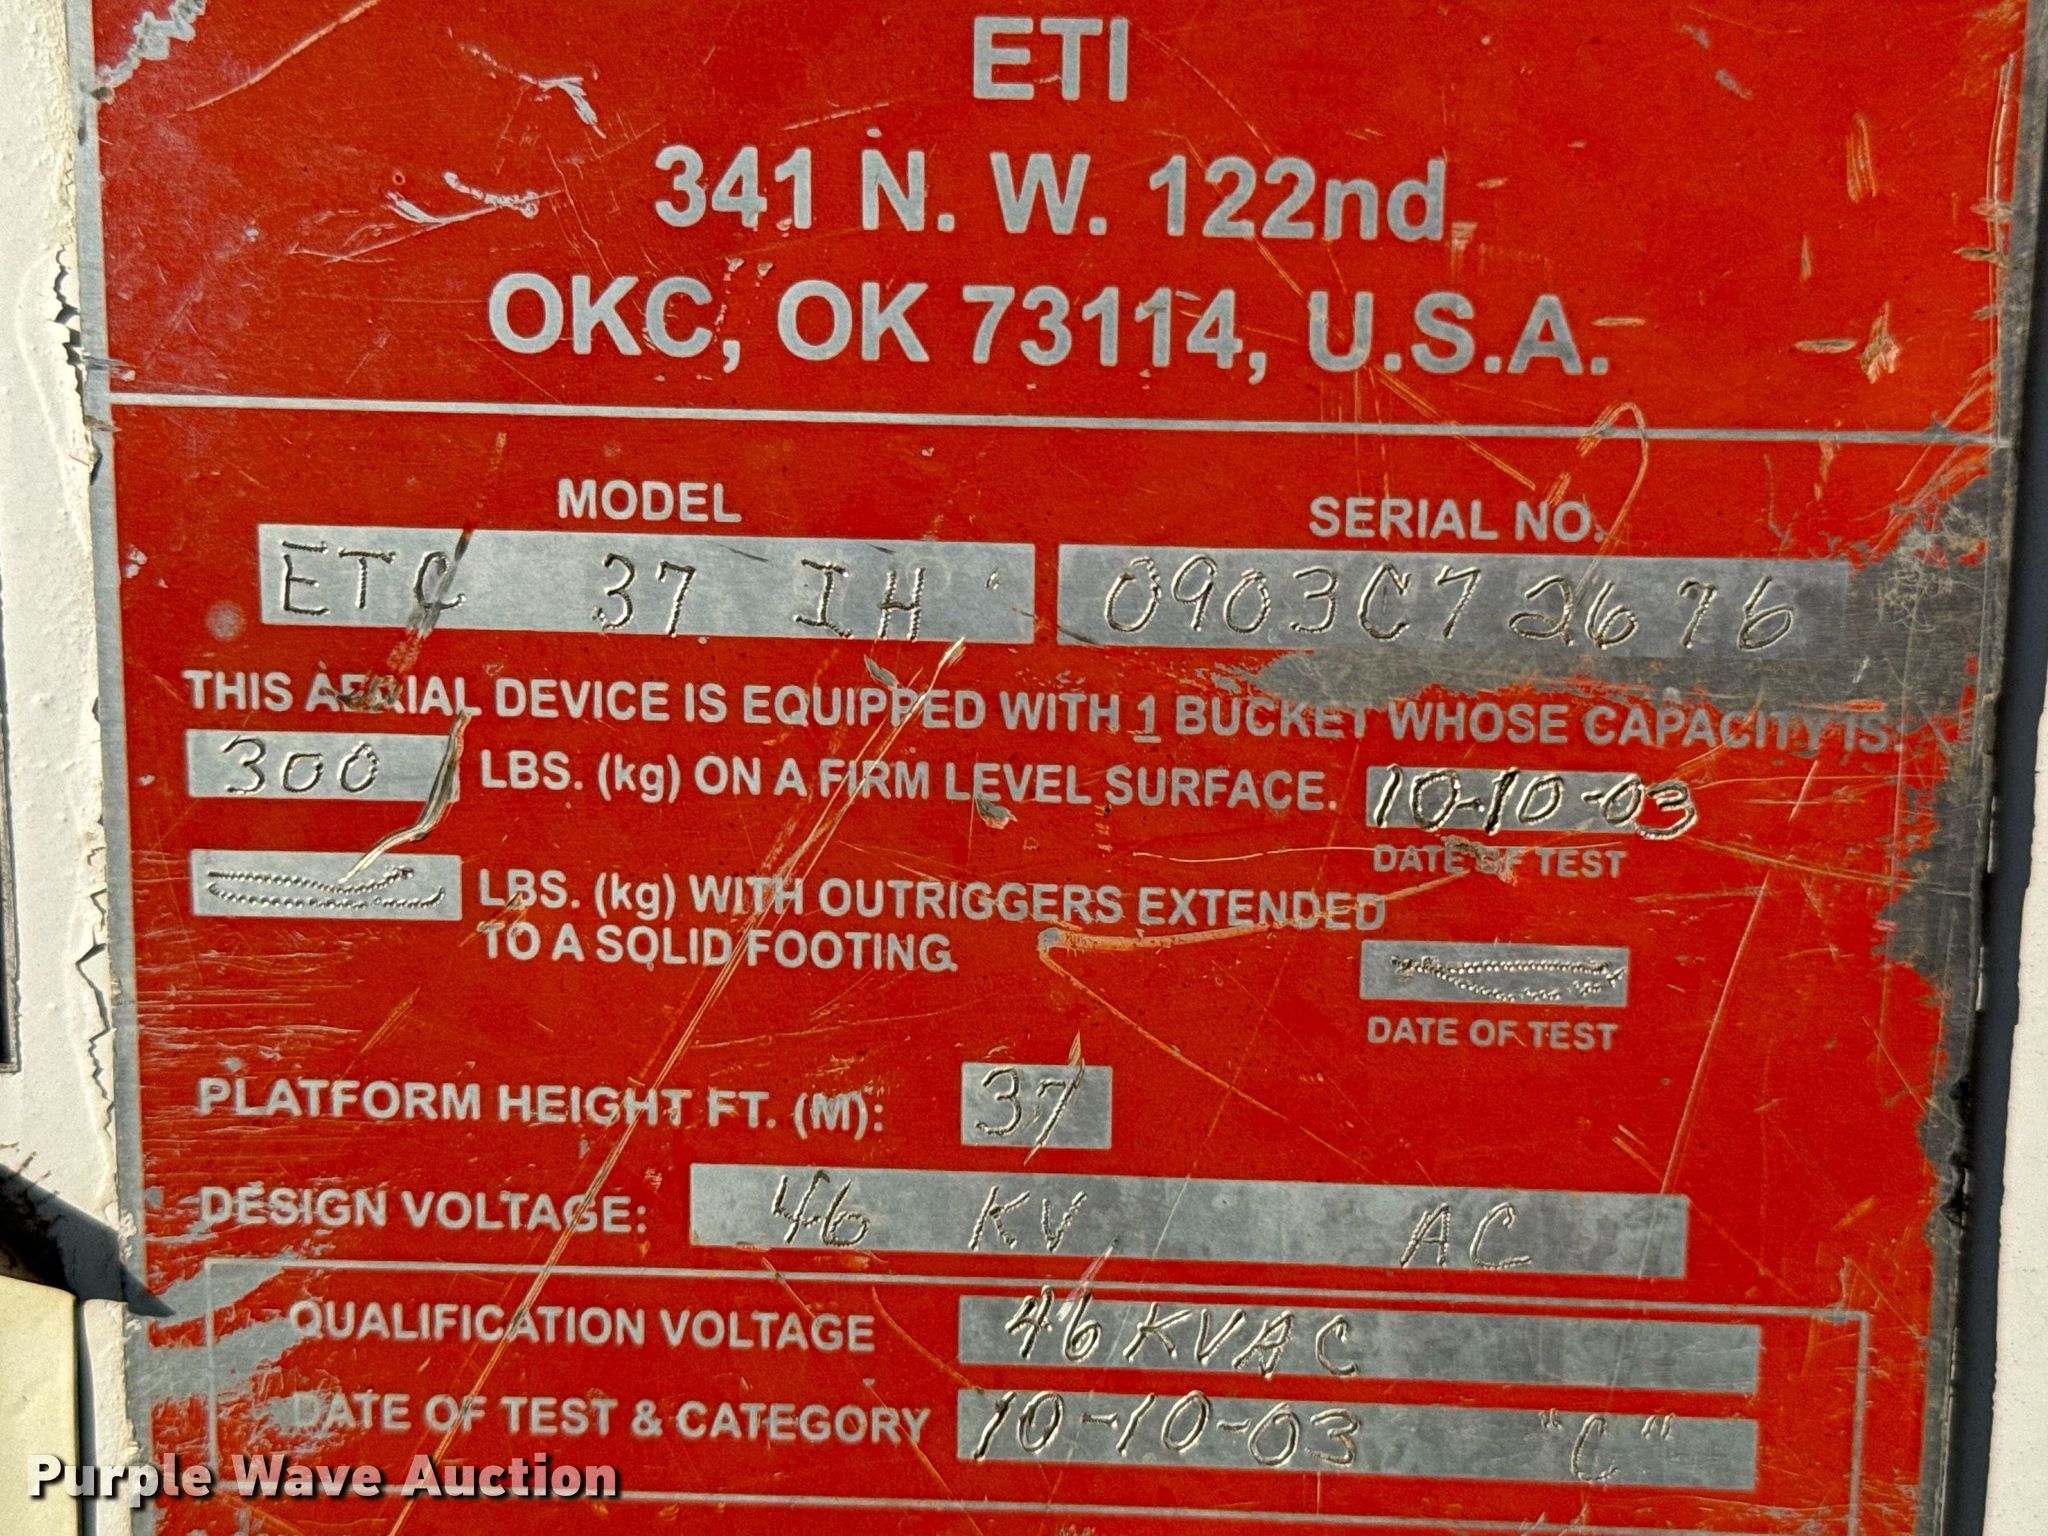 ETI
341 N. W. 122nd
OKC, OK 73114, U.S.A.
MODEL SERIAL NO.
ETC 37 IH 0903C72676
THIS AERIAL DEVICE IS EQUIPPED WITH 1 BUCKET WHOSE CAPACITY IS:
300 LBS. (kg) ON A FIRM LEVEL SURFACE. 10-10-03
DATE OF TEST
LBS. (kg) WITH OUTRIGGERS EXTENDED
TO A SOLID FOOTING.
DATE OF TEST
PLATFORM HEIGHT FT. (M): 37
DESIGN VOLTAGE: 46 KV AC
QUALIFICATION VOLTAGE 46KVAC
DATE OF TEST & CATEGORY 10-10-03 "C"
Purple Wave Auction